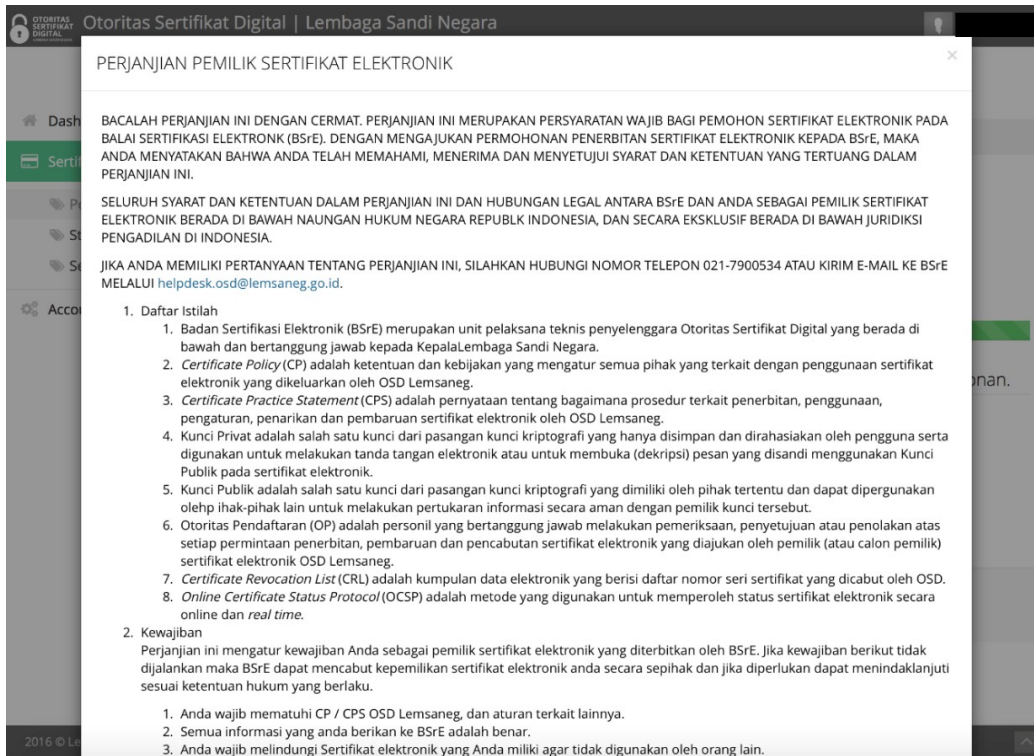 OTORITAS
SERTIFIKAT
DIGITAL
Otoritas Sertifikat Digital | Lembaga Sandi Negara
PERJANJIAN PEMILIK SERTIFIKAT ELEKTRONIK
×
BACALAH PERJANJIAN INI DENGAN CERMAT. PERJANJIAN INI MERUPAKAN PERSYARATAN WAJIB BAGI PEMOHON SERTIFIKAT ELEKTRONIK PADA
BALAI SERTIFIKASI ELEKTRONK (BSrE). DENGAN MENGAJUKAN PERMOHONAN PENERBITAN SERTIFIKAT ELEKTRONIK KEPADA BSrE, MAKA
ANDA MENYATAKAN BAHWA ANDA TELAH MEMAHAMI, MENERIMA DAN MENYETUJUI SYARAT DAN KETENTUAN YANG TERTUANG DALAM
PERJANJIAN INI.
SELURUH SYARAT DAN KETENTUAN DALAM PERJANJIAN INI DAN HUBUNGAN LEGAL ANTARA BSrE DAN ANDA SEBAGAI PEMILIK SERTIFIKAT
ELEKTRONIK BERADA DI BAWAH NAUNGAN HUKUM NEGARA REPUBLK INDONESIA, DAN SECARA EKSKLUSIF BERADA DI BAWAH JURIDIKSI
PENGADILAN DI INDONESIA.
JIKA ANDA MEMILIKI PERTANYAAN TENTANG PERJANJIAN INI, SILAHKAN HUBUNGI NOMOR TELEPON 021-7900534 ATAU KIRIM E-MAIL KE BSrE
MELALUI helpdesk.osd@lemsaneg.go.id.
1. Daftar Istilah
1. Badan Sertifikasi Elektronik (BSrE) merupakan unit pelaksana teknis penyelenggara Otoritas Sertifikat Digital yang berada di
bawah dan bertanggung jawab kepada KepalaLembaga Sandi Negara.
2. Certificate Policy (CP) adalah ketentuan dan kebijakan yang mengatur semua pihak yang terkait dengan penggunaan sertifikat
elektronik yang dikeluarkan oleh OSD Lemsaneg.
3. Certificate Practice Statement (CPS) adalah pernyataan tentang bagaimana prosedur terkait penerbitan, penggunaan,
pengaturan, penarikan dan pembaruan sertifikat elektronik oleh OSD Lemsaneg.
4. Kunci Privat adalah salah satu kunci dari pasangan kunci kriptografi yang hanya disimpan dan dirahasiakan oleh pengguna serta
digunakan untuk melakukan tanda tangan elektronik atau untuk membuka (dekripsi) pesan yang disandi menggunakan Kunci
Publik pada sertifikat elektronik.
5. Kunci Publik adalah salah satu kunci dari pasangan kunci kriptografi yang dimiliki oleh pihak tertentu dan dapat dipergunakan
olehp ihak-pihak lain untuk melakukan pertukaran informasi secara aman dengan pemilik kunci tersebut.
6. Otoritas Pendaftaran (OP) adalah personil yang bertanggung jawab melakukan pemeriksaan, penyetujuan atau penolakan atas
setiap permintaan penerbitan, pembaruan dan pencabutan sertifikat elektronik yang diajukan oleh pemilik (atau calon pemilik)
sertifikat elektronik OSD Lemsaneg.
7. Certificate Revocation List (CRL) adalah kumpulan data elektronik yang berisi daftar nomor seri sertifikat yang dicabut oleh OSD.
8. Online Certificate Status Protocol (OCSP) adalah metode yang digunakan untuk memperoleh status sertifikat elektronik secara
online dan real time.
2. Kewajiban
Perjanjian ini mengatur kewajiban Anda sebagai pemilik sertifikat elektronik yang diterbitkan oleh BSrE. Jika kewajiban berikut tidak
dijalankan maka BSrE dapat mencabut kepemilikan sertifikat elektronik anda secara sepihak dan jika diperlukan dapat menindaklanjuti
sesuai ketentuan hukum yang berlaku.
1. Anda wajib mematuhi CP / CPS OSD Lemsaneg, dan aturan terkait lainnya.
2. Semua informasi yang anda berikan ke BSrE adalah benar.
3. Anda wajib melindungi Sertifikat elektronik yang Anda miliki agar tidak digunakan oleh orang lain.
Dash
Sertif
Pe
St
Se
Accou
onan.
2016 © Le